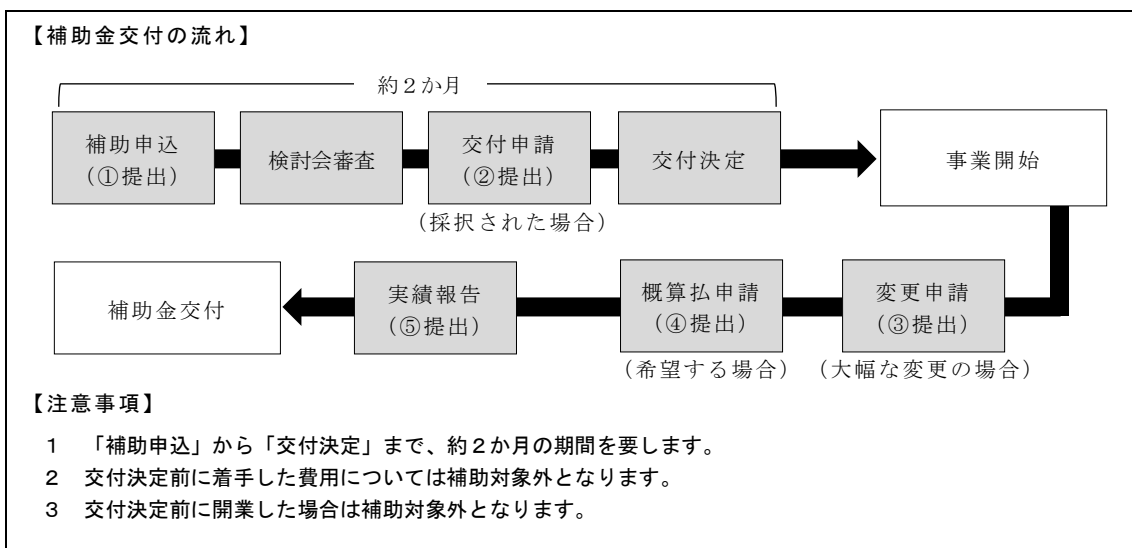 【補助金交付の流れ】
約２か月
補助申込
（①提出）
検討会審査
交付申請
（②提出）
交付決定
事業開始
（採択された場合）
補助金交付
実績報告
（⑤提出）
概算払申請
（④提出）
変更申請
（③提出）
（希望する場合）
（大幅な変更の場合）
【注意事項】
１　「補助申込」から「交付決定」まで、約２か月の期間を要します。
２　交付決定前に着手した費用については補助対象外となります。
３　交付決定前に開業した場合は補助対象外となります。